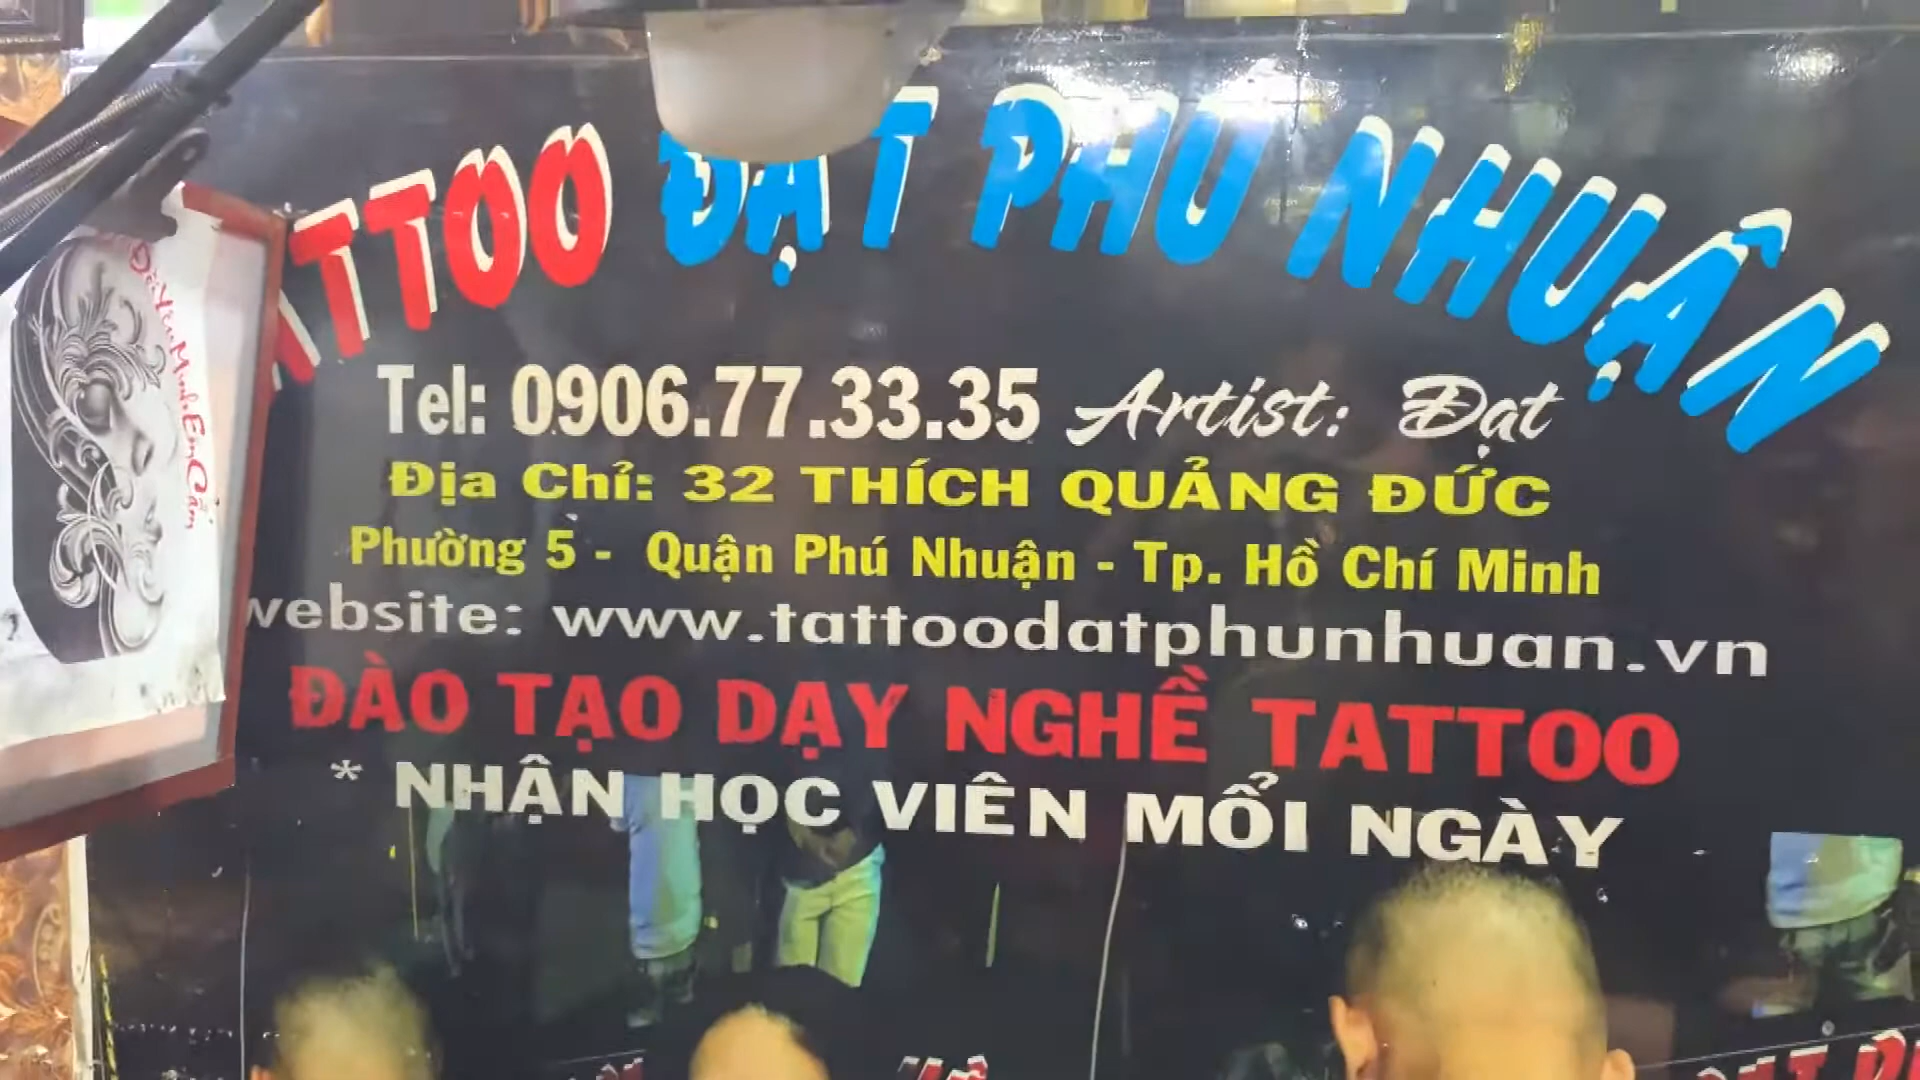 TATTOO ĐẠT PHÚ NHUẬN
Tel: 0906.77.33.35 Artist: Đạt
Địa Chỉ: 32 THÍCH QUẢNG ĐỨC
Phường 5 - Quận Phú Nhuận - Tp. Hồ Chí Minh
website: www.tattoodatphunhuan.vn
ĐÀO TẠO DẠY NGHỀ TATTOO
* NHẬN HỌC VIÊN MỖI NGÀY